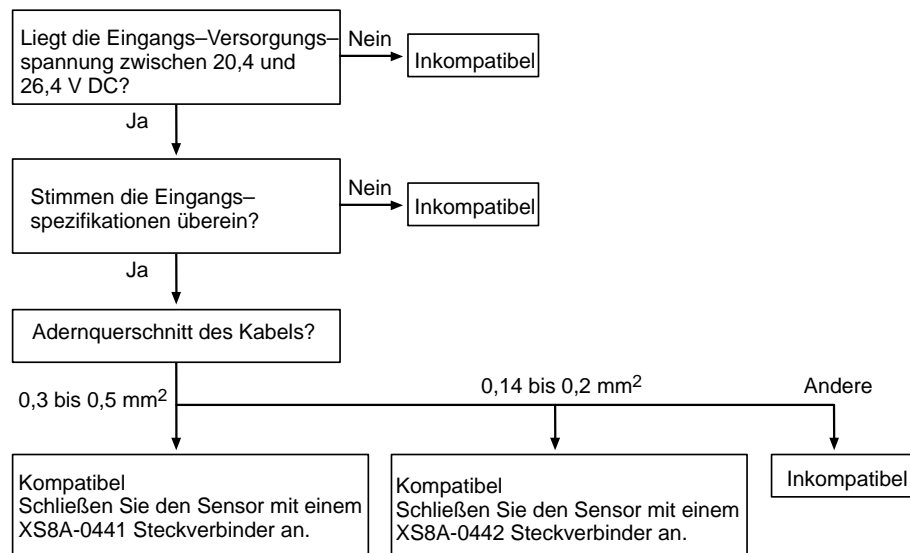 Liegt die Eingangs–Versorgungs–
spannung zwischen 20,4 und
26,4 V DC?
Nein
Inkompatibel
Ja
Stimmen die Eingangs–
spezifikationen überein?
Nein
Inkompatibel
Ja
Adernquerschnitt des Kabels?
0,3 bis 0,5 mm²
0,14 bis 0,2 mm²
Andere
Kompatibel
Schließen Sie den Sensor mit einem
XS8A-0441 Steckverbinder an.
Kompatibel
Schließen Sie den Sensor mit einem
XS8A-0442 Steckverbinder an.
Inkompatibel